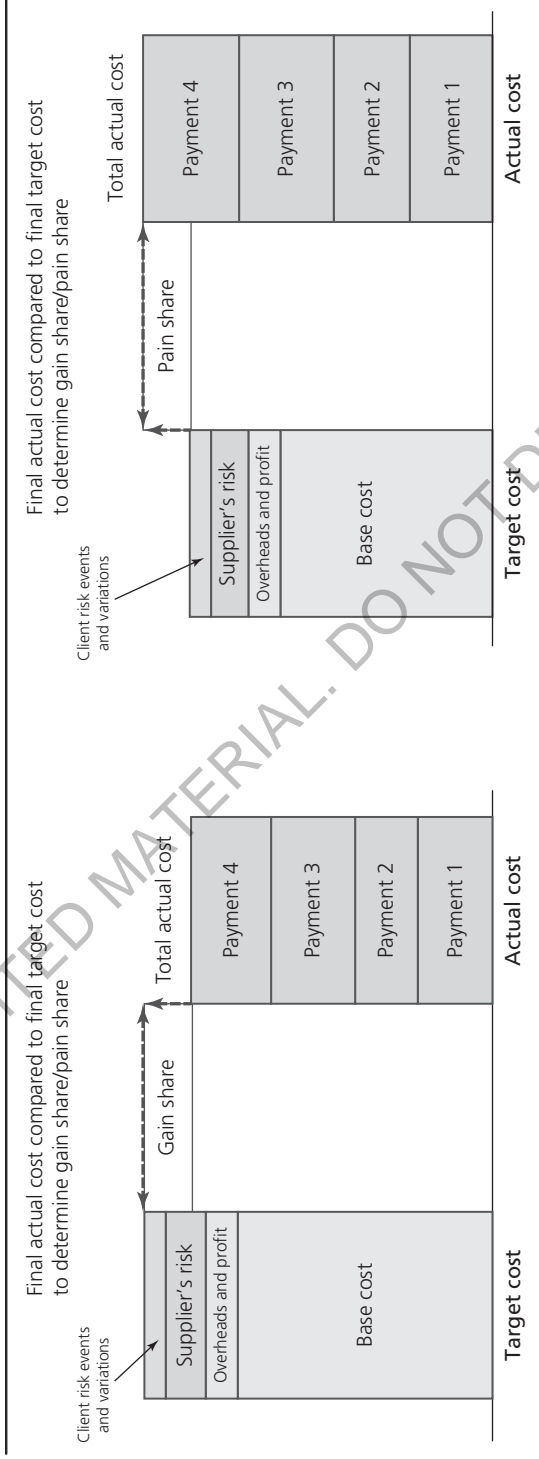 Final actual cost compared to final target cost
to determine gain share/pain share
Client risk events
and variations
Supplier's risk
Overheads and profit
Base cost
Target cost
Gain share
Total actual cost
Payment 4
Payment 3
Payment 2
Payment 1
Actual cost
Final actual cost compared to final target cost
to determine gain share/pain share
Client risk events
and variations
Supplier's risk
Overheads and profit
Base cost
Target cost
Pain share
Total actual cost
Payment 4
Payment 3
Payment 2
Payment 1
Actual cost
TED MATERIAL. DO NOT D